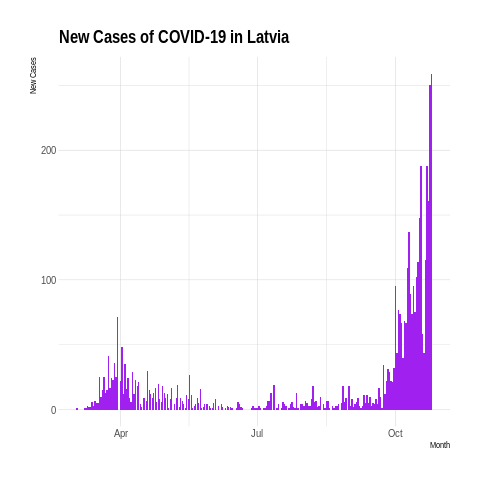 New Cases of COVID-19 in Latvia
New Cases
200
100
0
Apr
Jul
Oct
Month